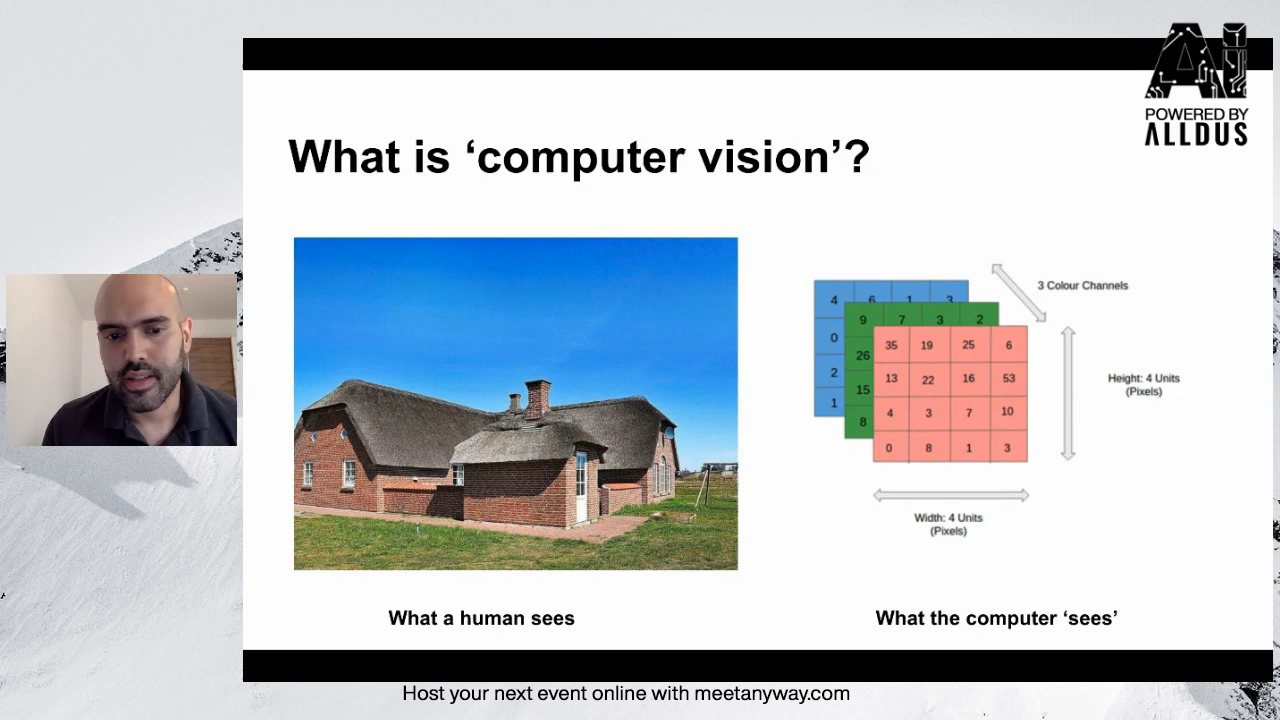 AI
POWERED BY
ALLDUS
What is ‘computer vision’?
3 Colour Channels
4 6 1 3
0
2
1
9 7 3 2
26
15
8
35 19 25 6
13 22 16 53
4 3 7 10
0 8 1 3
Height: 4 Units
(Pixels)
Width: 4 Units
(Pixels)
What a human sees
What the computer ‘sees’
Host your next event online with meetanyway.com